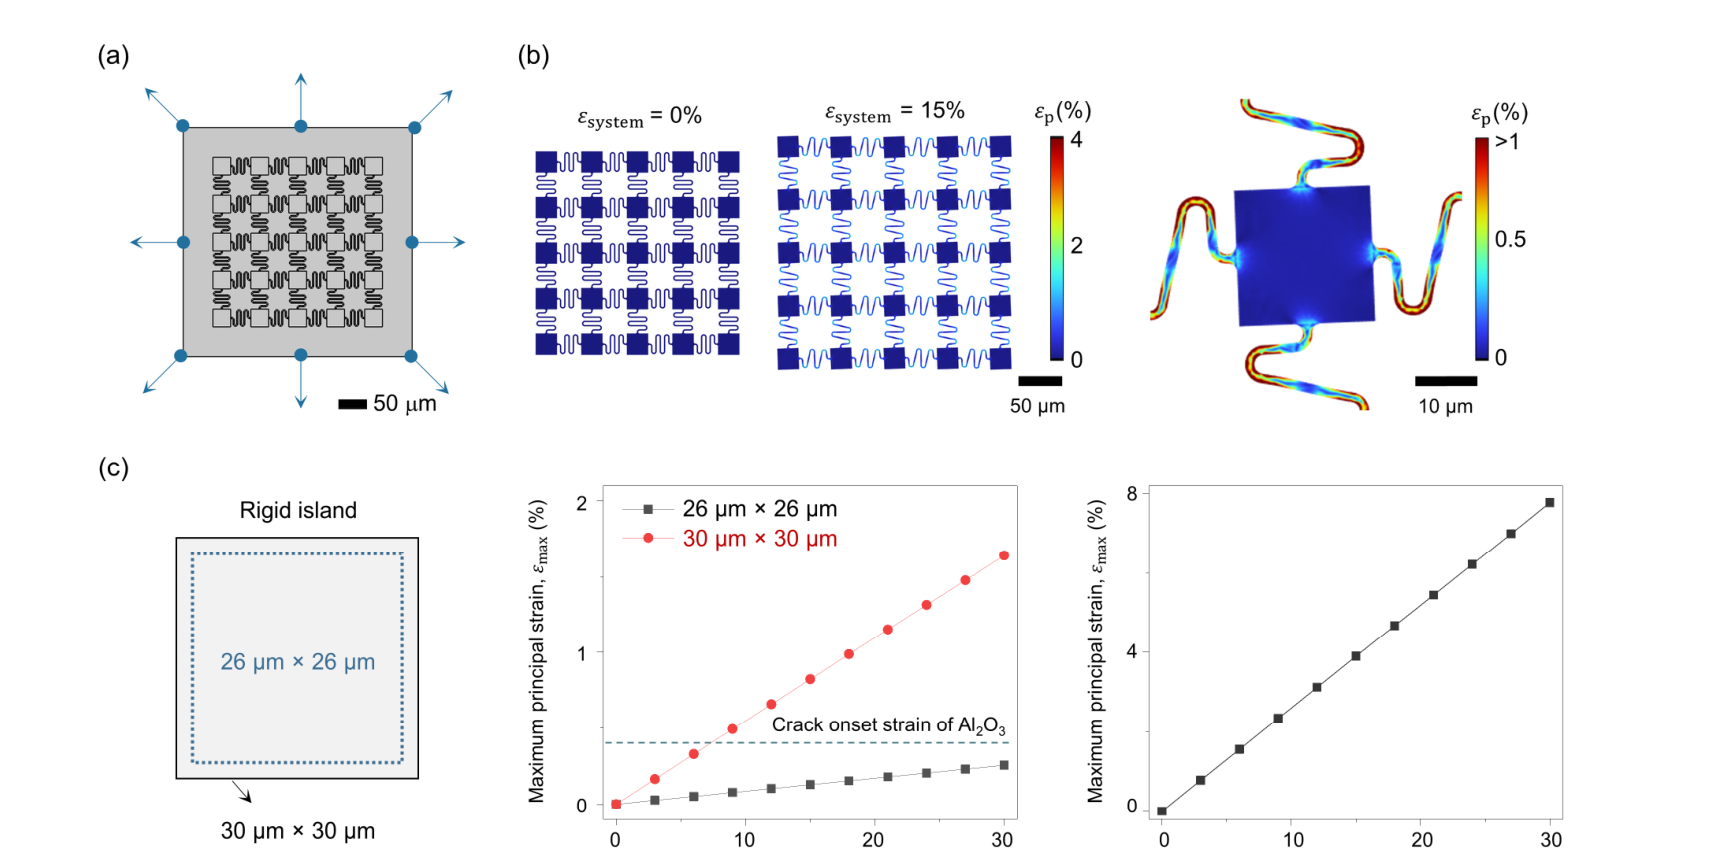 (a)
50 μm
(b)
εsystem = 0%
εsystem = 15%
εp(%)
4
2
0
50 μm
εp(%)
>1
0.5
0
10 μm
(c)
Rigid island
26 μm × 26 μm
30 μm × 30 μm
Maximum principal strain, εmax (%)
2
1
0
26 μm × 26 μm
30 μm × 30 μm
Crack onset strain of Al2O3
0
10
20
30
Maximum principal strain, εmax (%)
8
4
0
0
10
20
30